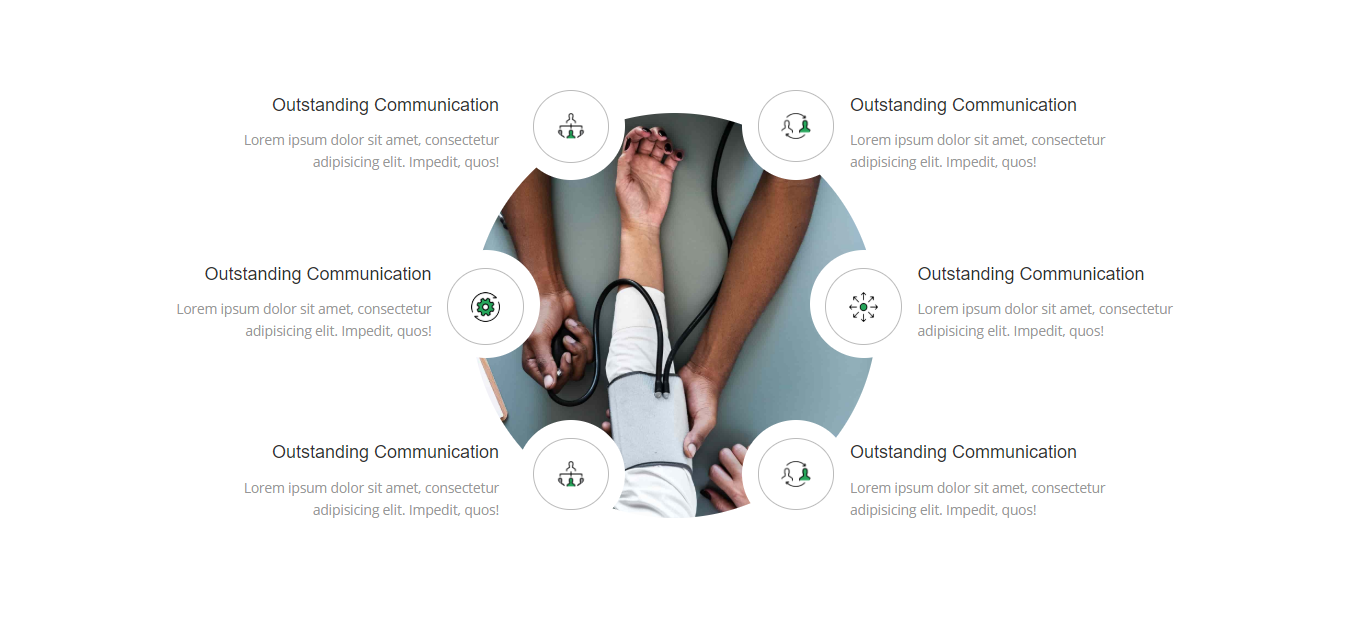 Outstanding Communication
Lorem ipsum dolor sit amet, consectetur
adipisicing elit. Impedit, quos!
Outstanding Communication
Lorem ipsum dolor sit amet, consectetur
adipisicing elit. Impedit, quos!
Outstanding Communication
Lorem ipsum dolor sit amet, consectetur
adipisicing elit. Impedit, quos!
Outstanding Communication
Lorem ipsum dolor sit amet, consectetur
adipisicing elit. Impedit, quos!
Outstanding Communication
Lorem ipsum dolor sit amet, consectetur
adipisicing elit. Impedit, quos!
Outstanding Communication
Lorem ipsum dolor sit amet, consectetur
adipisicing elit. Impedit, quos!